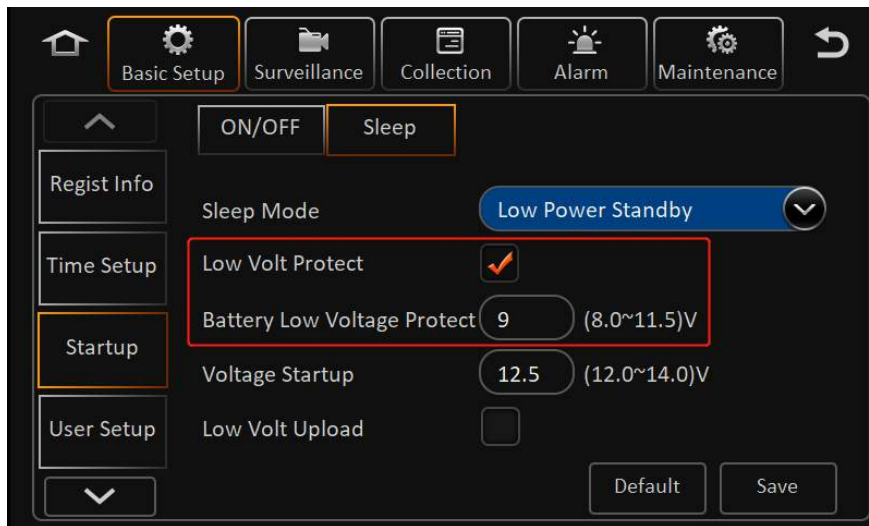 Basic Setup
Surveillance
Collection
Alarm
Maintenance
ON/OFF
Sleep
Regist Info
Time Setup
Startup
User Setup
Sleep Mode
Low Power Standby
Low Volt Protect
Battery Low Voltage Protect 9 (8.0~11.5)V
Voltage Startup 12.5 (12.0~14.0)V
Low Volt Upload
Default
Save